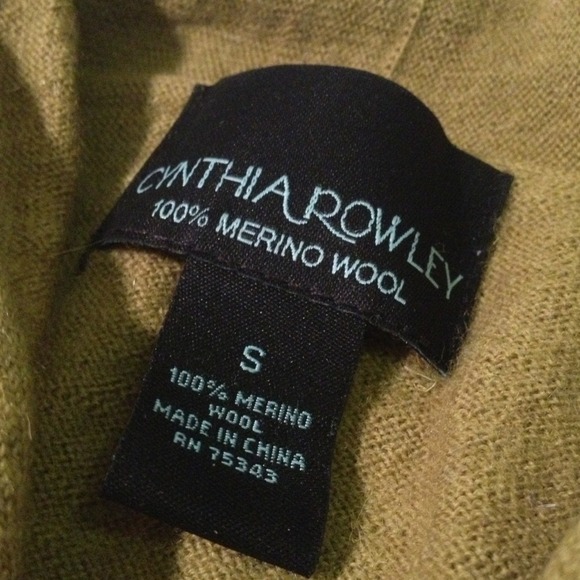 CYNTHIA ROWLEY
100% MERINO WOOL
S
100% MERINO
WOOL
MADE IN CHINA
RN 75343